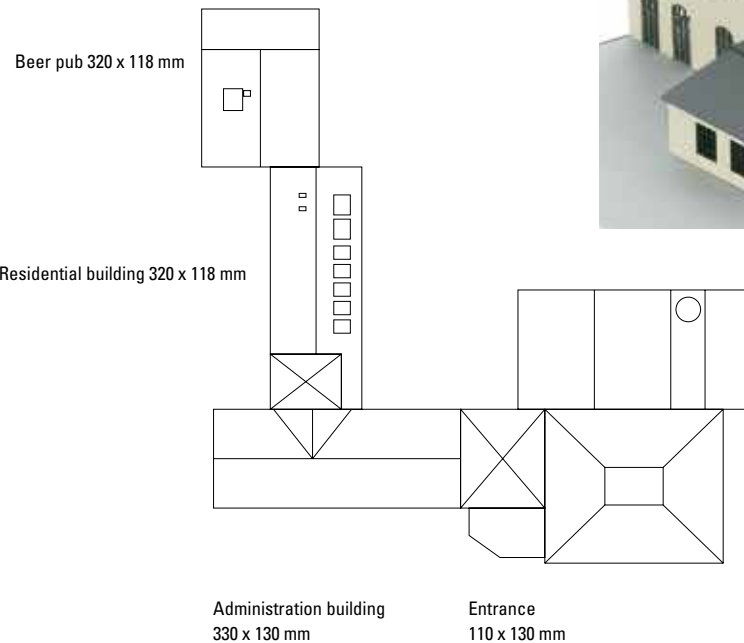 Beer pub 320 x 118 mm
Residential building 320 x 118 mm
Administration building
330 x 130 mm
Entrance
110 x 130 mm